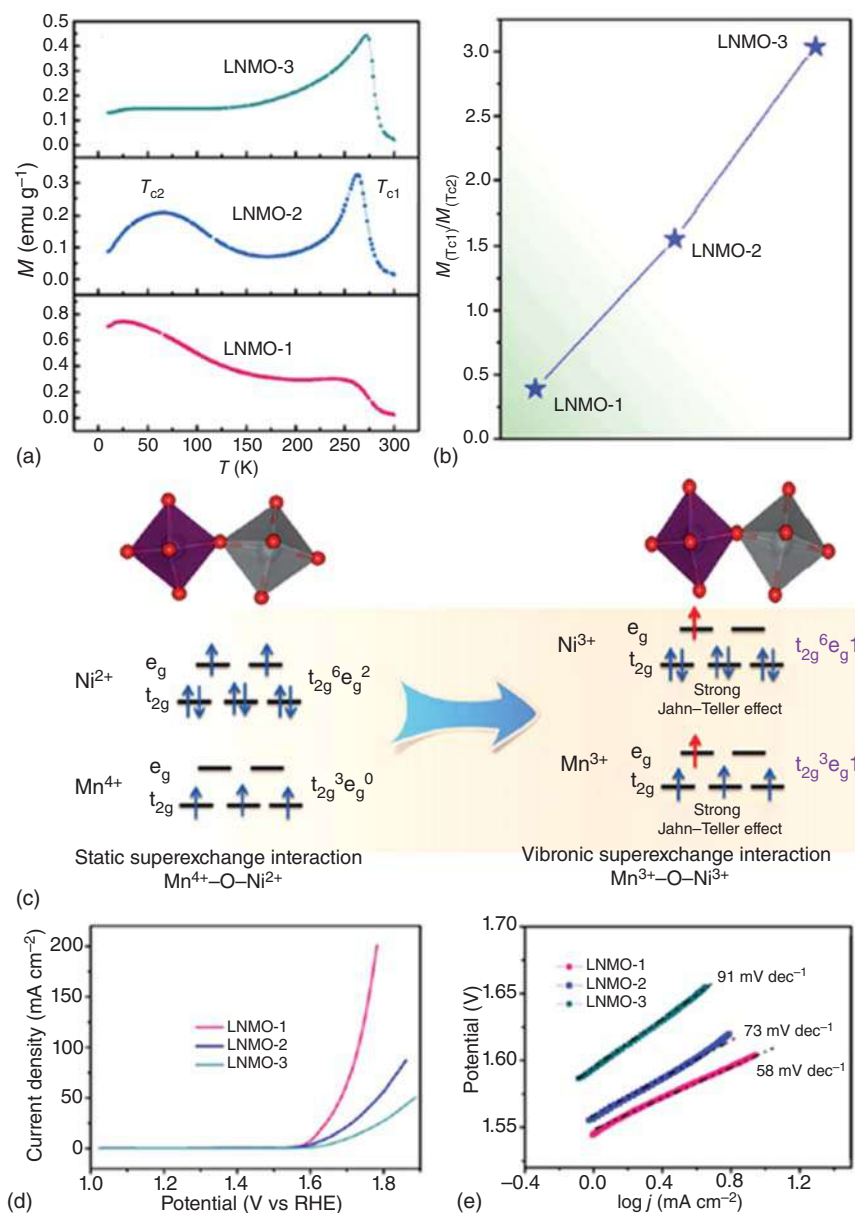 LNMO-3
0.4
0.3
0.2
0.1
0.0
T_c2
T_c1
LNMO-2
0.3
0.2
0.1
0.0
M (emu g⁻¹)
LNMO-1
0.8
0.6
0.4
0.2
0.0
0 50 100 150 200 250 300
T (K)
(a)
3.0
2.5
2.0
1.5
1.0
0.5
0.0
M_(Tc1)/M_(Tc2)
LNMO-3
LNMO-2
LNMO-1
(b)
Ni²⁺
e_g
t_2g
t_2g⁶e_g²
Mn⁴⁺
e_g
t_2g
t_2g³e_g⁰
Static superexchange interaction
Mn⁴⁺–O–Ni²⁺
Ni³⁺
e_g
t_2g
t_2g⁶e_g1
Strong
Jahn–Teller effect
Mn³⁺
e_g
t_2g
t_2g³e_g1
Strong
Jahn–Teller effect
Vibronic superexchange interaction
Mn³⁺–O–Ni³⁺
(c)
200
150
100
50
0
Current density (mA cm⁻²)
LNMO-1
LNMO-2
LNMO-3
1.0 1.2 1.4 1.6 1.8
Potential (V vs RHE)
(d)
1.70
1.65
1.60
1.55
Potential (V)
LNMO-1
LNMO-2
LNMO-3
91 mV dec⁻¹
73 mV dec⁻¹
58 mV dec⁻¹
−0.4 0.0 0.4 0.8 1.2
log j (mA cm⁻²)
(e)